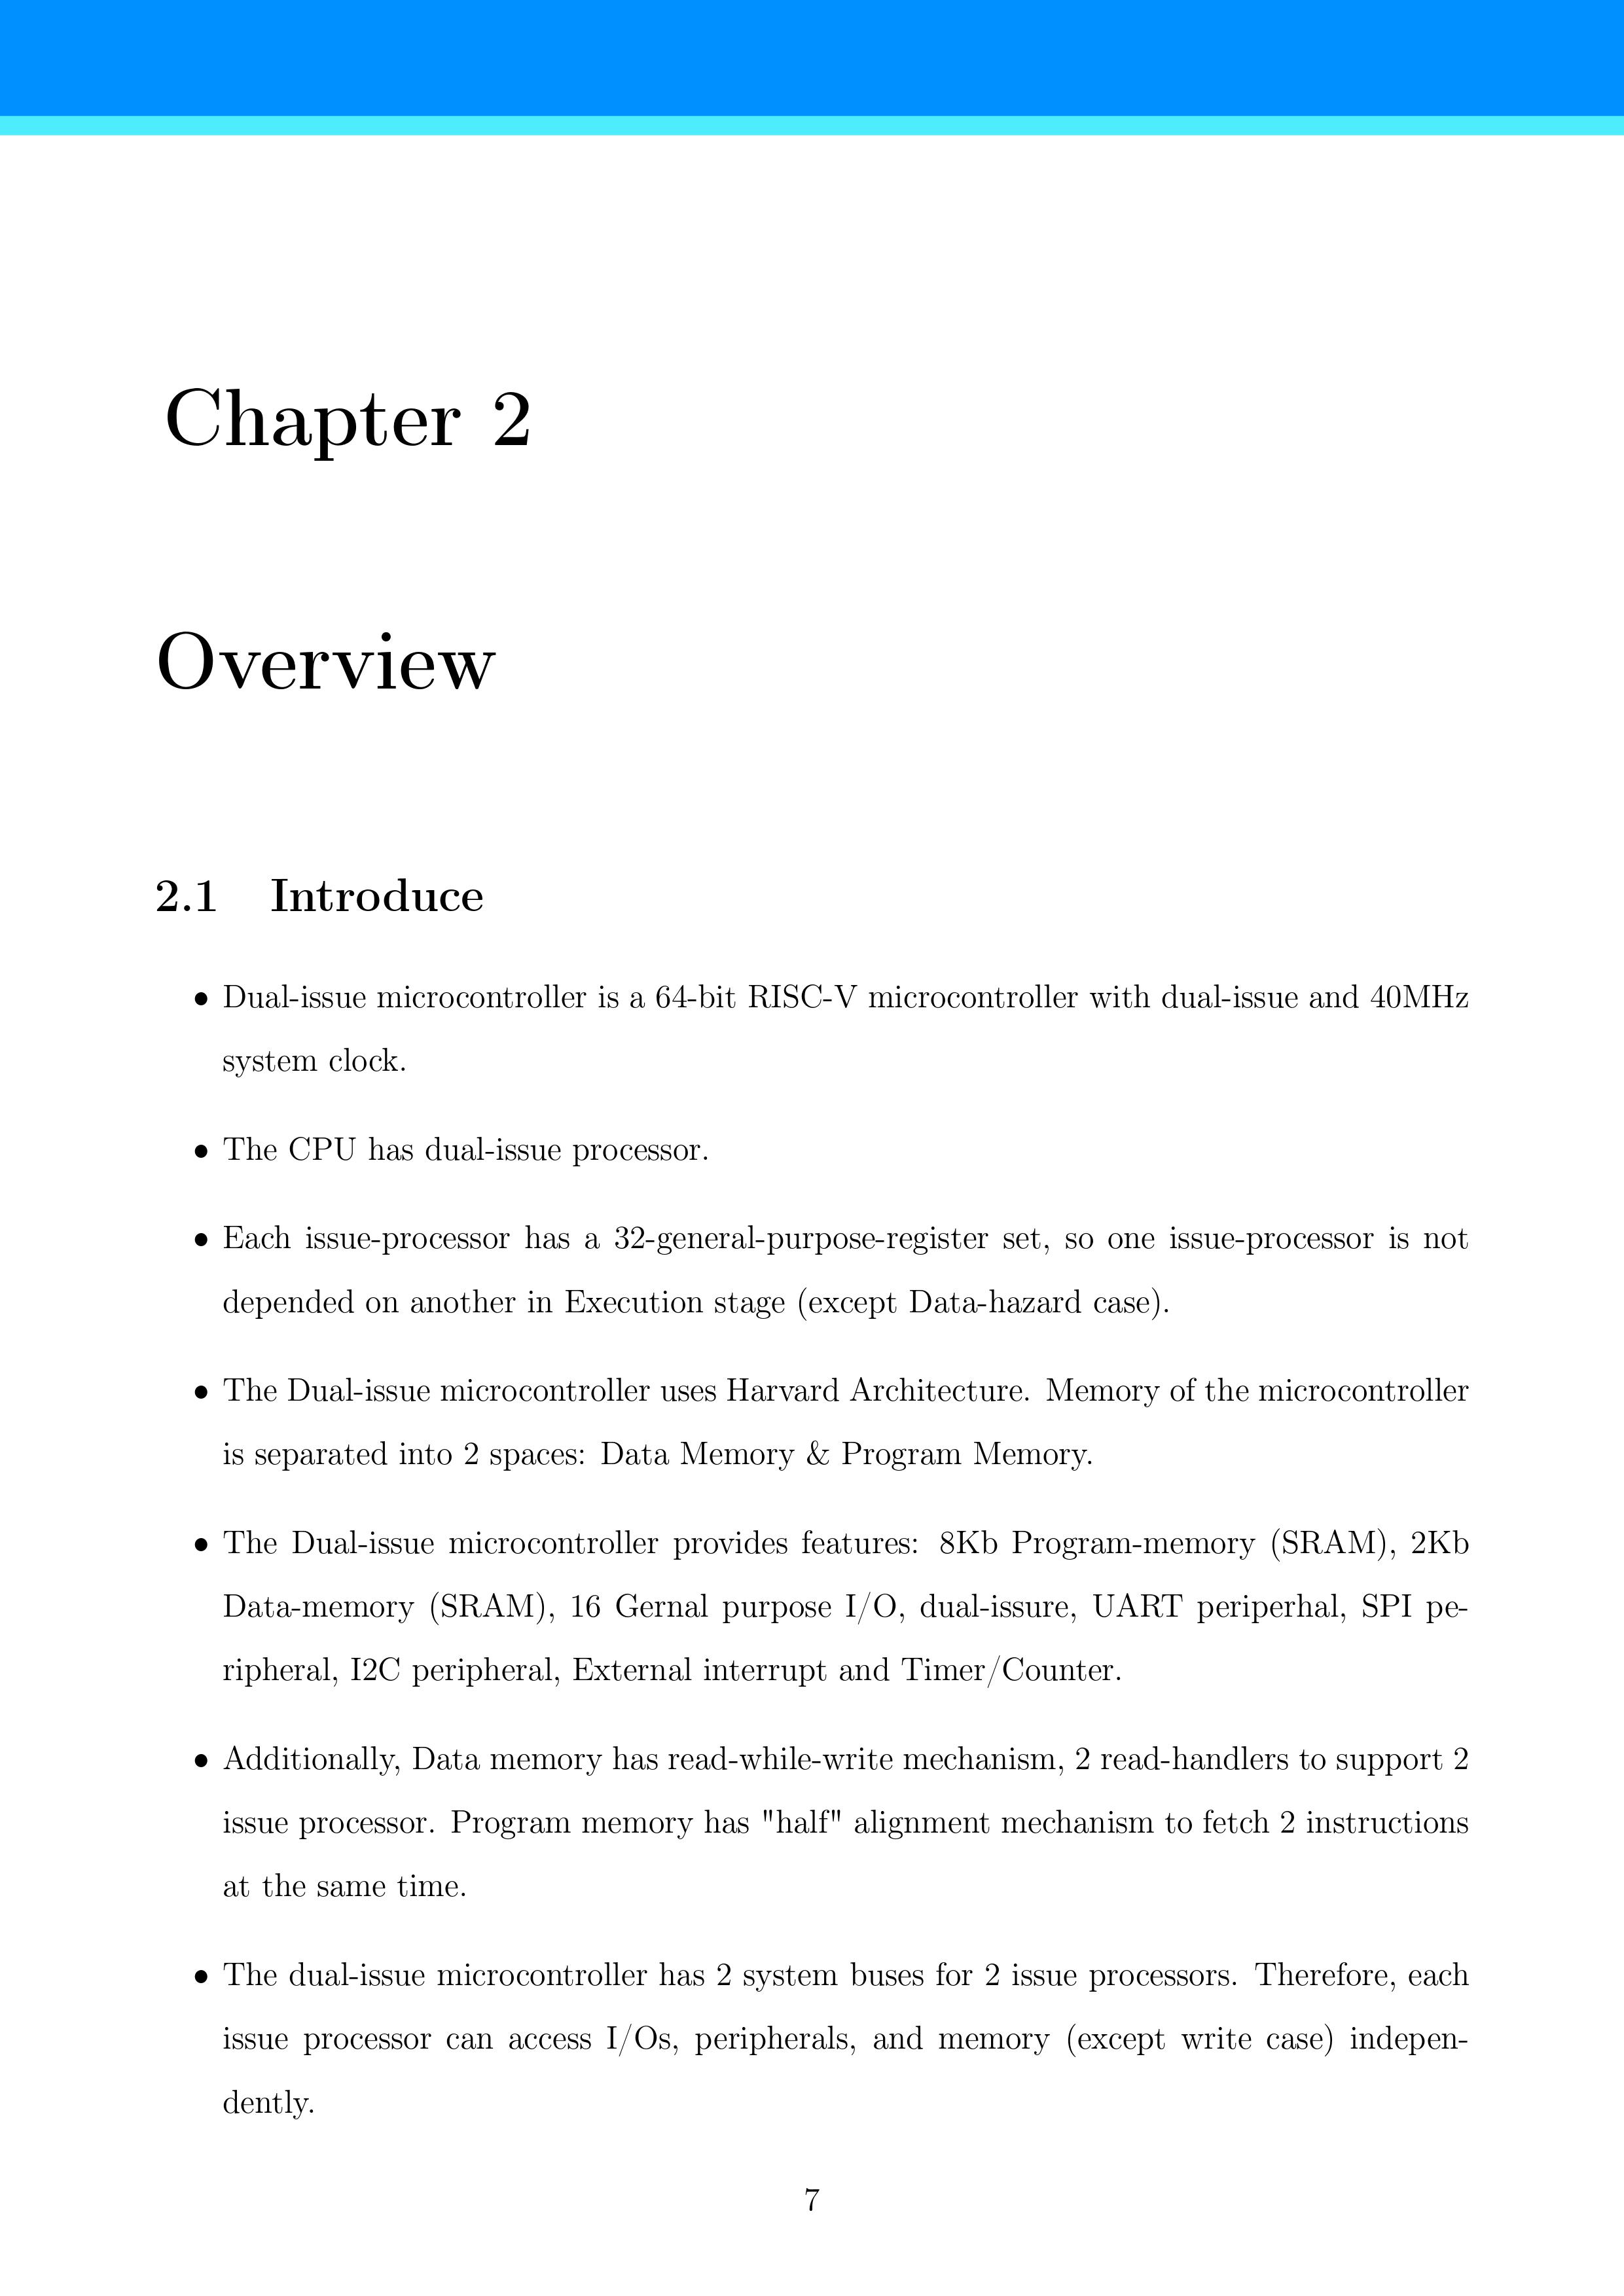 Chapter 2
Overview
2.1 Introduce
• Dual-issue microcontroller is a 64-bit RISC-V microcontroller with dual-issue and 40MHz
system clock.
• The CPU has dual-issue processor.
• Each issue-processor has a 32-general-purpose-register set, so one issue-processor is not
depended on another in Execution stage (except Data-hazard case).
• The Dual-issue microcontroller uses Harvard Architecture. Memory of the microcontroller
is separated into 2 spaces: Data Memory & Program Memory.
• The Dual-issue microcontroller provides features: 8Kb Program-memory (SRAM), 2Kb
Data-memory (SRAM), 16 Gernal purpose I/O, dual-issure, UART periperhal, SPI pe-
ripheral, I2C peripheral, External interrupt and Timer/Counter.
• Additionally, Data memory has read-while-write mechanism, 2 read-handlers to support 2
issue processor. Program memory has "half" alignment mechanism to fetch 2 instructions
at the same time.
• The dual-issue microcontroller has 2 system buses for 2 issue processors. Therefore, each
issue processor can access I/Os, peripherals, and memory (except write case) indepen-
dently.
7